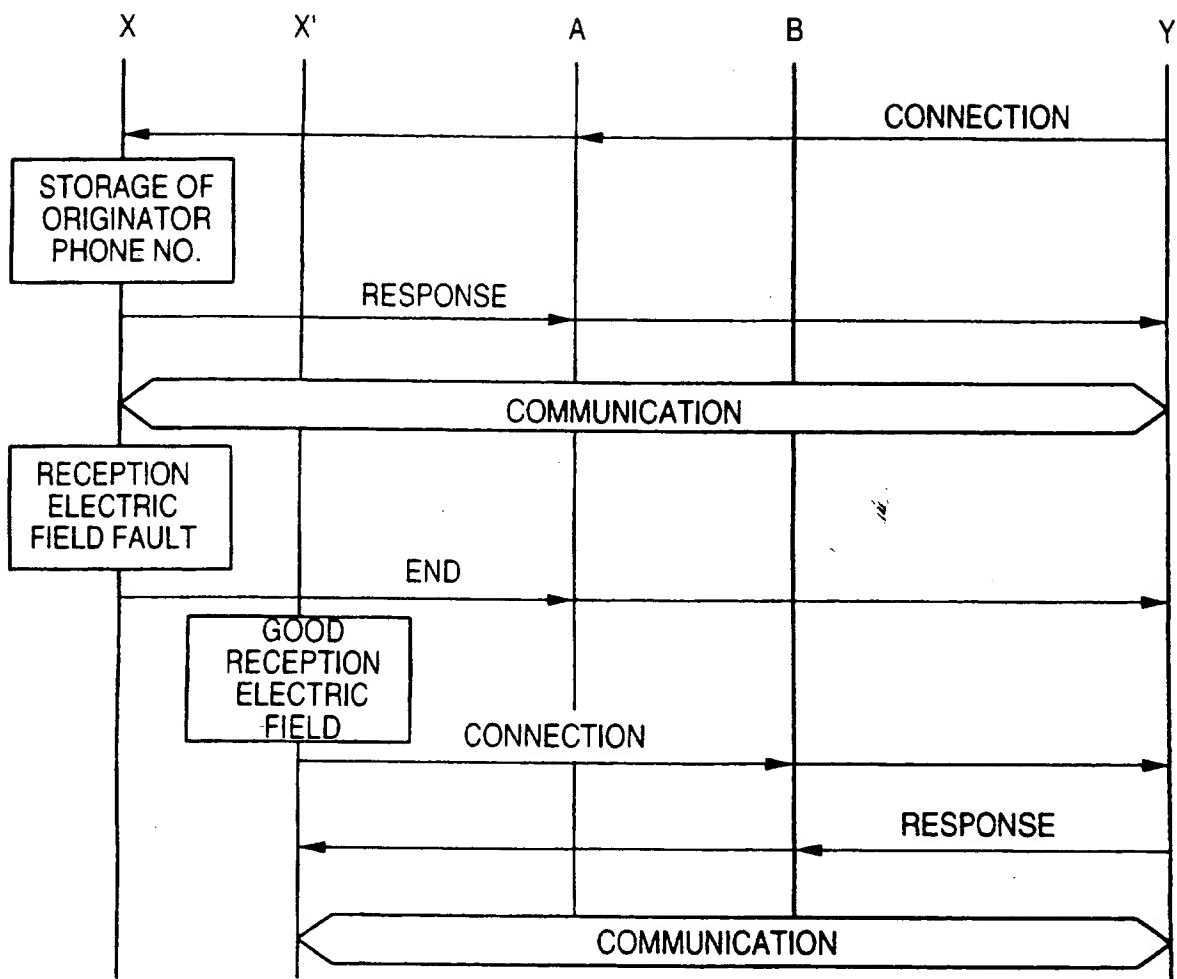 X X' A B Y
CONNECTION
STORAGE OF
ORIGINATOR
PHONE NO.
RESPONSE
COMMUNICATION
RECEPTION
ELECTRIC
FIELD FAULT
END
GOOD
RECEPTION
ELECTRIC
FIELD
CONNECTION
RESPONSE
COMMUNICATION